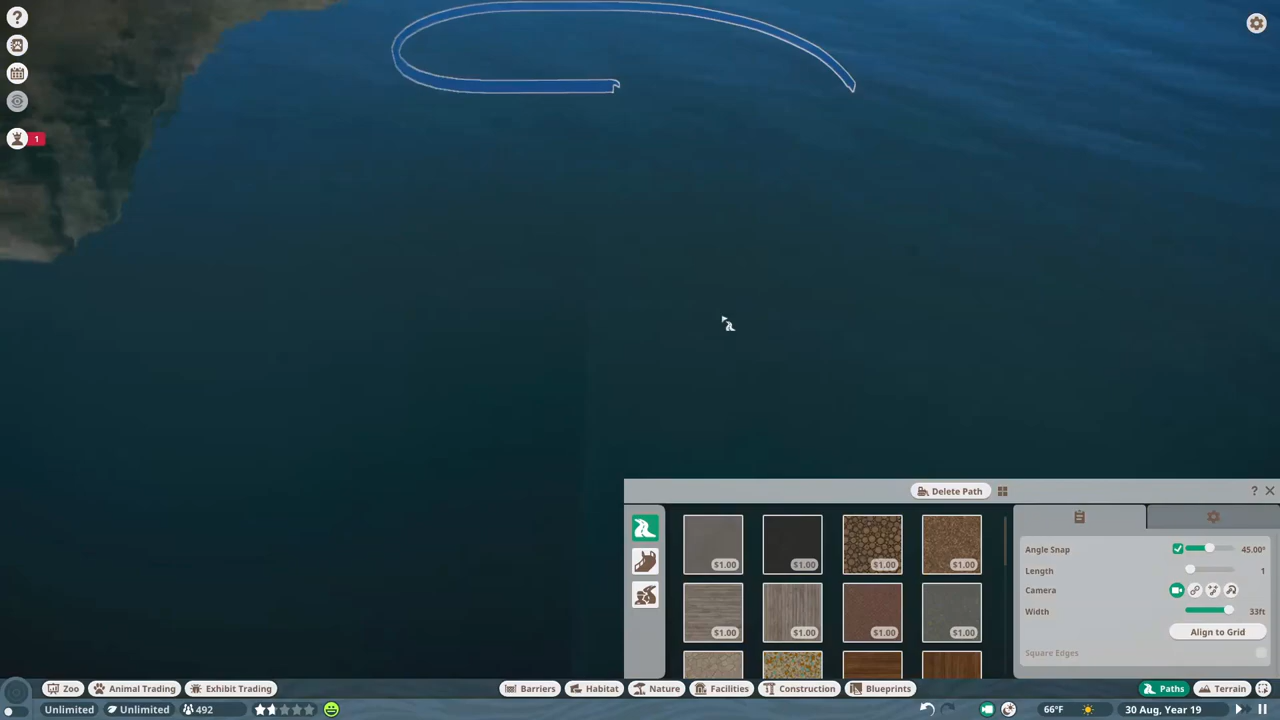 ?
1
Delete Path
?
$1.00 $1.00 $1.00 $1.00
$1.00 $1.00 $1.00 $1.00
Angle Snap 45.00°
Length 1
Camera
Width 33ft
Align to Grid
Square Edges
Zoo Animal Trading Exhibit Trading Barriers Habitat Nature Facilities Construction Blueprints Paths Terrain
Unlimited Unlimited 492 66°F 30 Aug, Year 19